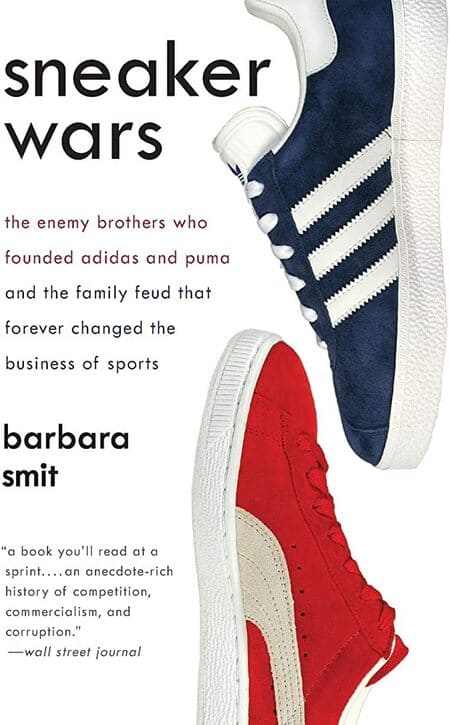 sneaker
wars
the enemy brothers who
founded adidas and puma
and the family feud that
forever changed the
business of sports
barbara
smit
"a book you'll read at a
sprint....an anecdote-rich
history of competition,
commercialism, and
corruption."
—wall street journal